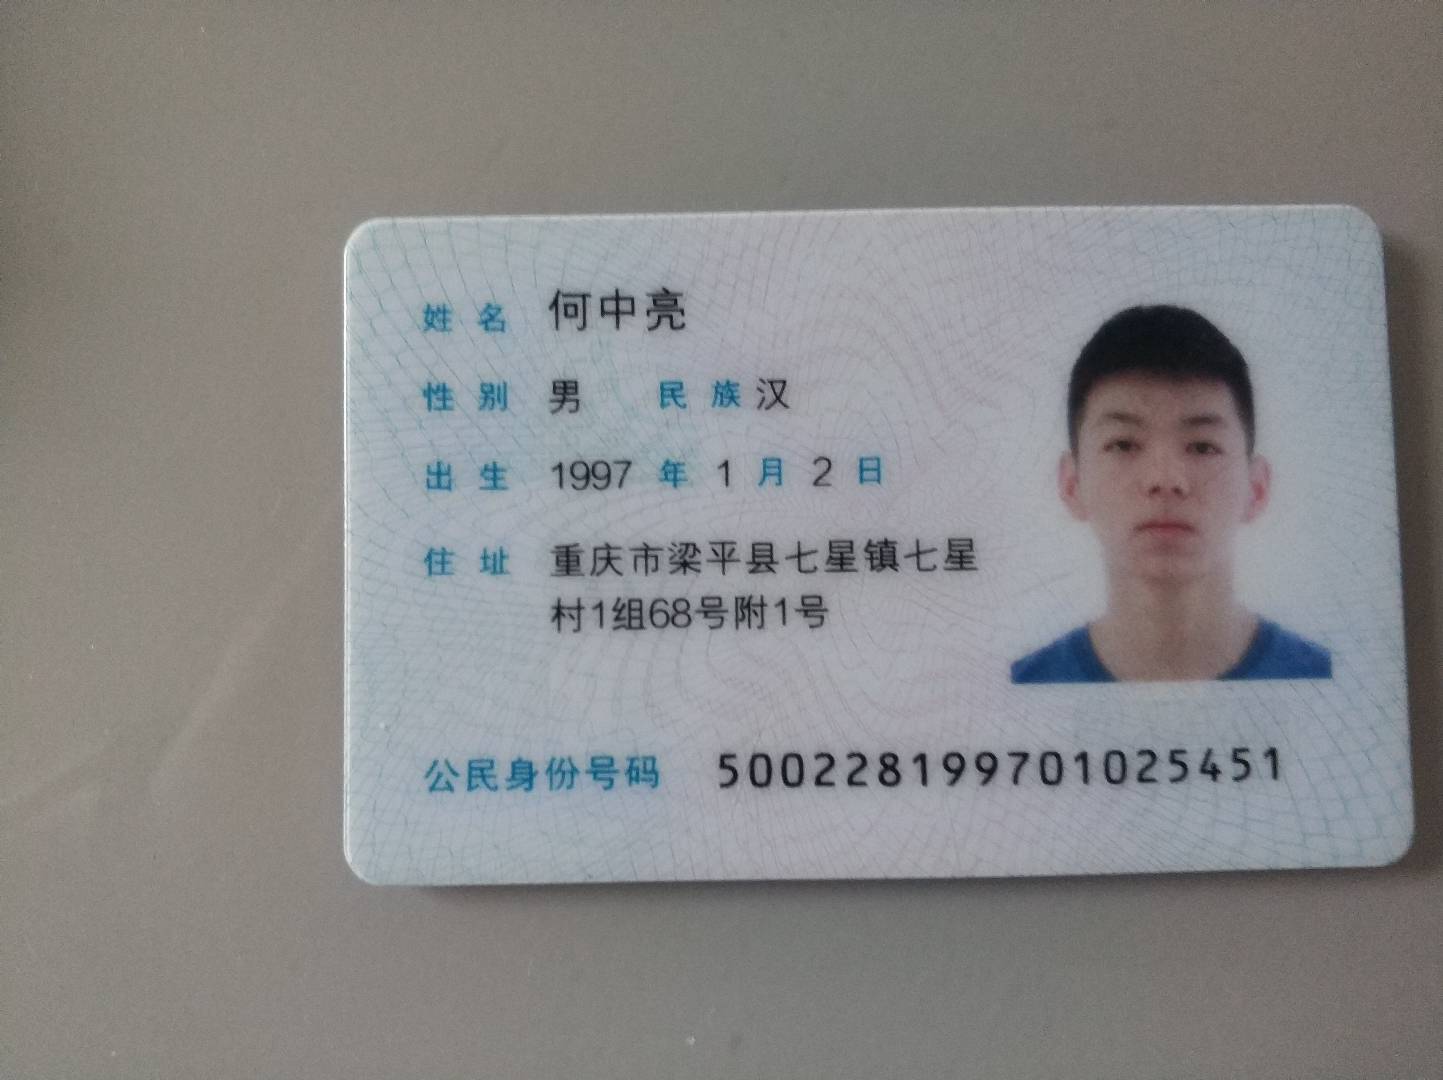 姓名 何中亮
性别 男 民族 汉
出生 1997 年 1 月 2 日
住址 重庆市梁平县七星镇七星
村1组68号附1号
公民身份号码 500228199701025451